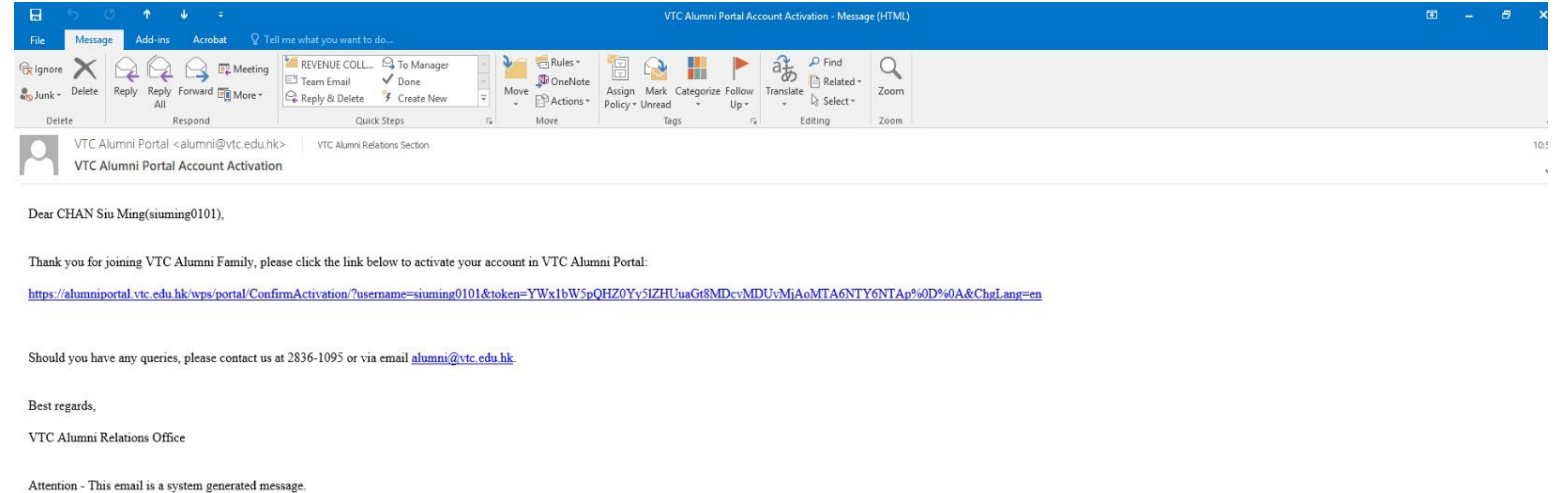 VTC Alumni Portal Account Activation - Message (HTML)
File Message Add-ins Acrobat Tell me what you want to do...
Ignore
Junk
Delete
Reply
Reply All
Forward
Meeting
More
REVENUE COLL...
Team Email
Reply & Delete
To Manager
Done
Create New
Move
Rules
OneNote
Actions
Assign Policy
Mark Unread
Categorize
Follow Up
Translate
Find
Related
Select
Zoom
Delete Respond Quick Steps Move Tags Editing Zoom
VTC Alumni Portal <alumni@vtc.edu.hk> VTC Alumni Relations Section
VTC Alumni Portal Account Activation
Dear CHAN Siu Ming(siuming0101),
Thank you for joining VTC Alumni Family, please click the link below to activate your account in VTC Alumni Portal:
https://alumniportal.vtc.edu.hk/wps/portal/ConfirmActivation/?username=siuming0101&token=YWx1bW5pQHZ0Yy5lZHUuaGt8MDcvMDUvMjAoMTA6NTY6NTAp%0D%0A&ChgLang=en
Should you have any queries, please contact us at 2836-1095 or via email alumni@vtc.edu.hk.
Best regards,
VTC Alumni Relations Office
Attention - This email is a system generated message.